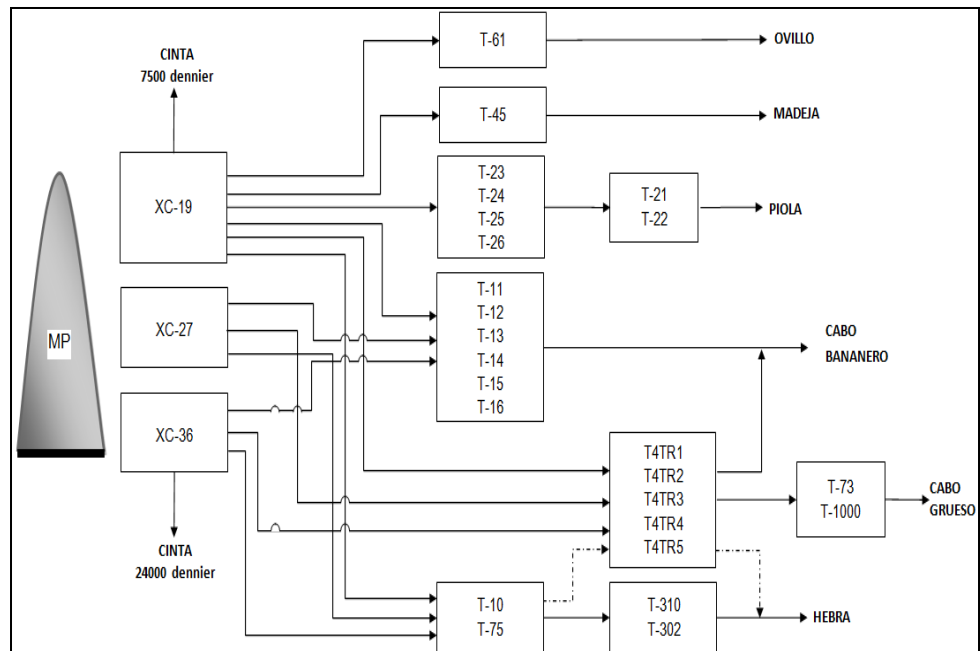 CINTA
7500 dennier
MP
XC-19
XC-27
XC-36
CINTA
24000 dennier
T-61
OVILLO
T-45
MADEJA
T-23
T-24
T-25
T-26
T-21
T-22
PIOLA
T-11
T-12
T-13
T-14
T-15
T-16
CABO
BANANERO
T4TR1
T4TR2
T4TR3
T4TR4
T4TR5
T-73
T-1000
CABO
GRUESO
T-10
T-75
T-310
T-302
HEBRA